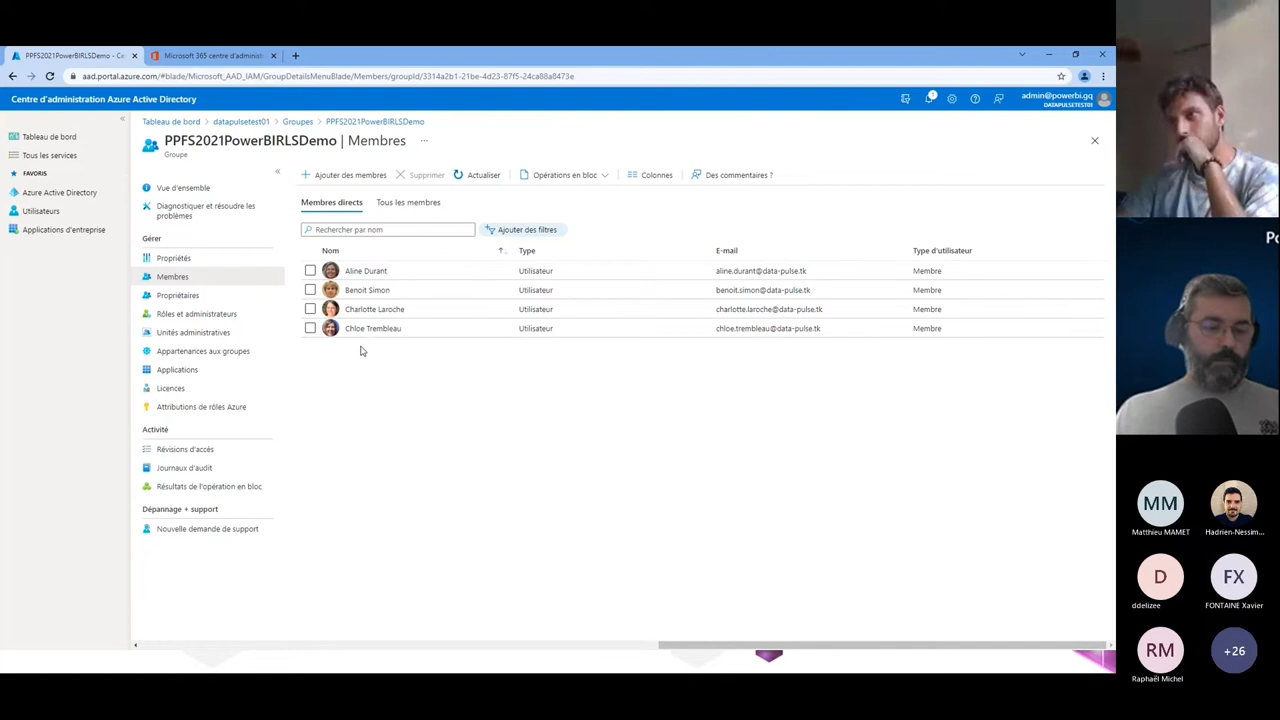 PPFS2021PowerBIRLSDemo - Ce
Microsoft 365 centre d'administ
aad.portal.azure.com/#blade/Microsoft_AAD_IAM/GroupDetailsMenuBlade/Members/groupId/3314a2b1-21be-4d23-87f5-24ca88a8473e
Centre d'administration Azure Active Directory
1
admin@powerbi.gq
DATAPULSETEST01
Tableau de bord
Tous les services
FAVORIS
Azure Active Directory
Utilisateurs
Applications d'entreprise
Tableau de bord > datapulsetest01 > Groupes > PPFS2021PowerBIRLSDemo
PPFS2021PowerBIRLSDemo | Membres ...
Groupe
Vue d'ensemble
Diagnostiquer et résoudre les
problèmes
Gérer
Propriétés
Membres
Propriétaires
Rôles et administrateurs
Unités administratives
Appartenances aux groupes
Applications
Licences
Attributions de rôles Azure
Activité
Révisions d'accès
Journaux d'audit
Résultats de l'opération en bloc
Dépannage + support
Nouvelle demande de support
Ajouter des membres Supprimer Actualiser Opérations en bloc Colonnes Des commentaires ?
Membres directs Tous les membres
Rechercher par nom Ajouter des filtres
Nom Type E-mail Type d'utilisateur
Aline Durant Utilisateur aline.durant@data-pulse.tk Membre
Benoit Simon Utilisateur benoit.simon@data-pulse.tk Membre
Charlotte Laroche Utilisateur charlotte.laroche@data-pulse.tk Membre
Chloe Trembleau Utilisateur chloe.trembleau@data-pulse.tk Membre
Po
MM
Matthieu MAMET
Hadrien-Nessim...
D
ddelizee
FX
FONTAINE Xavier
RM
Raphaël Michel
+26